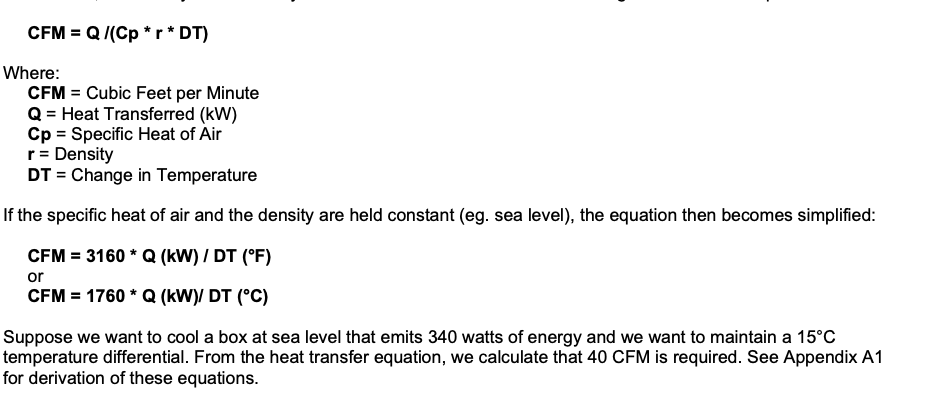 CFM = Q /(Cp * r * DT)
Where:
CFM = Cubic Feet per Minute
Q = Heat Transferred (kW)
Cp = Specific Heat of Air
r = Density
DT = Change in Temperature
If the specific heat of air and the density are held constant (eg. sea level), the equation then becomes simplified:
CFM = 3160 * Q (kW) / DT (ºF)
or
CFM = 1760 * Q (kW)/ DT (ºC)
Suppose we want to cool a box at sea level that emits 340 watts of energy and we want to maintain a 15°C
temperature differential. From the heat transfer equation, we calculate that 40 CFM is required. See Appendix A1
for derivation of these equations.